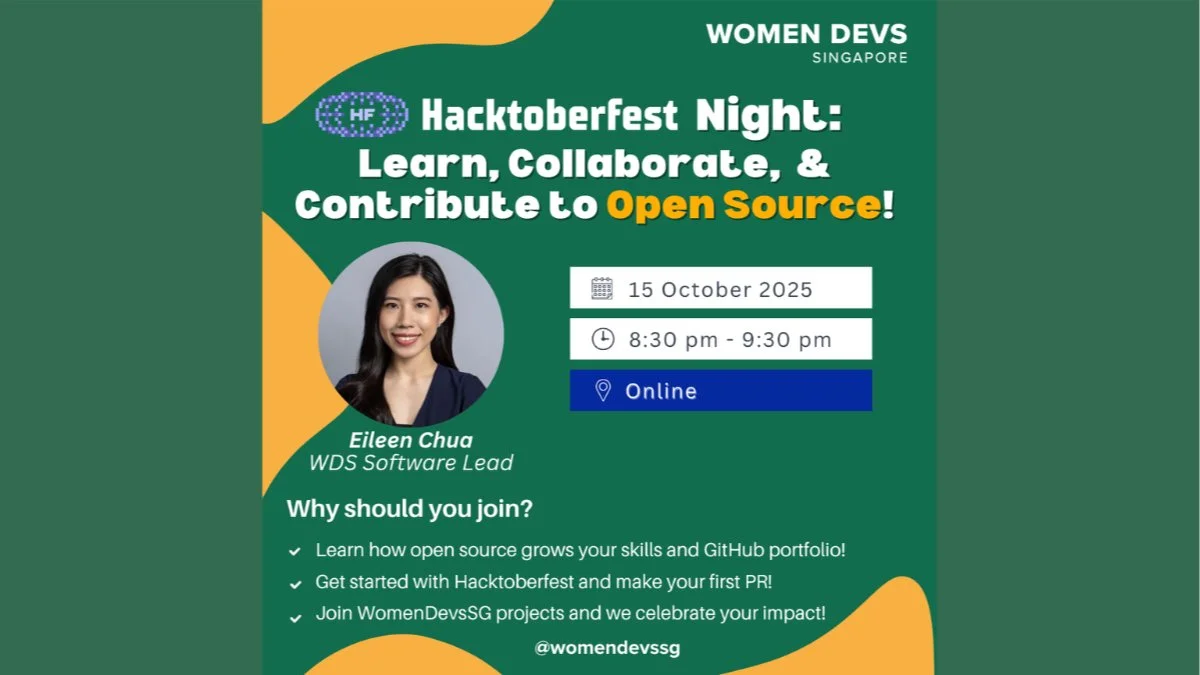 WOMEN DEVS
SINGAPORE
HF Hacktoberfest Night:
Learn, Collaborate, &
Contribute to Open Source!
15 October 2025
8:30 pm - 9:30 pm
Online
Eileen Chua
WDS Software Lead
Why should you join?
Learn how open source grows your skills and GitHub portfolio!
Get started with Hacktoberfest and make your first PR!
Join WomenDevsSG projects and we celebrate your impact!
@womendevssg